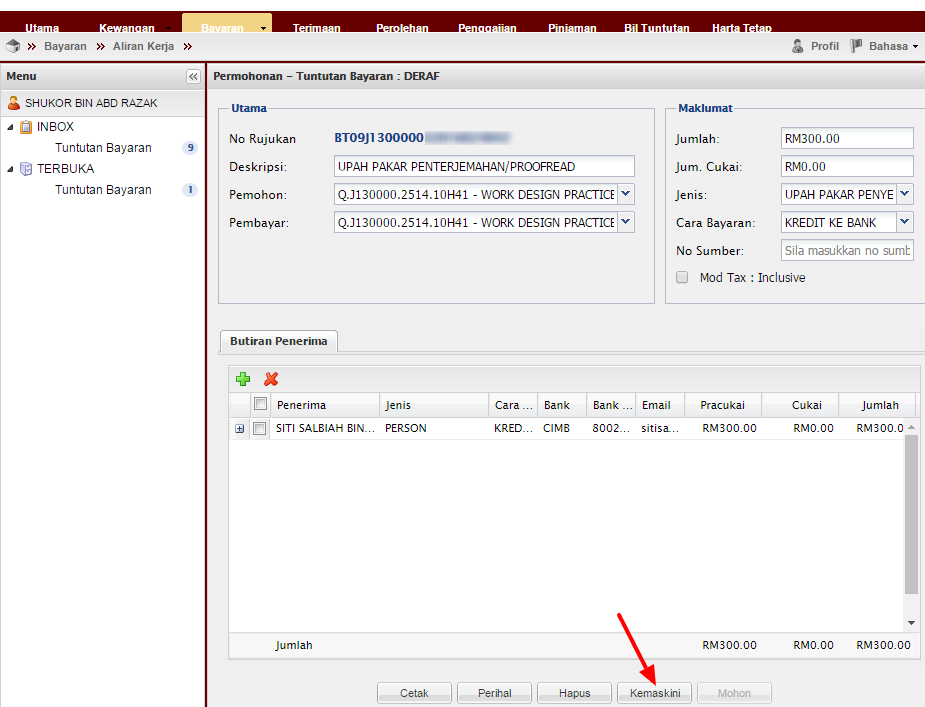 Utama Kewangan Bayaran Terimaan Perolehan Penggajian Pinjaman Bil Tuntutan Harta Tetap
Bayaran Aliran Kerja Profil Bahasa
Menu
Permohonan - Tuntutan Bayaran : DERAF
SHUKOR BIN ABD RAZAK
INBOX
Tuntutan Bayaran 9
TERBUKA
Tuntutan Bayaran 1
Utama
No Rujukan BT09J1300000
Deskripsi: UPAH PAKAR PENTERJEMAHAN/PROOFREAD
Pemohon: Q.J130000.2514.10H41 - WORK DESIGN PRACTICE
Pembayar: Q.J130000.2514.10H41 - WORK DESIGN PRACTICE
Maklumat
Jumlah: RM300.00
Jum. Cukai: RM0.00
Jenis: UPAH PAKAR PENYE
Cara Bayaran: KREDIT KE BANK
No Sumber: Sila masukkan no sumb
Mod Tax : Inclusive
Butiran Penerima
Penerima Jenis Cara ... Bank Bank ... Email Pracukai Cukai Jumlah
SITI SALBIAH BIN... PERSON KRED... CIMB 8002... sitisa... RM300.00 RM0.00 RM300.0
Jumlah RM300.00 RM0.00 RM300.00
Cetak Perihal Hapus Kemaskini Mohon